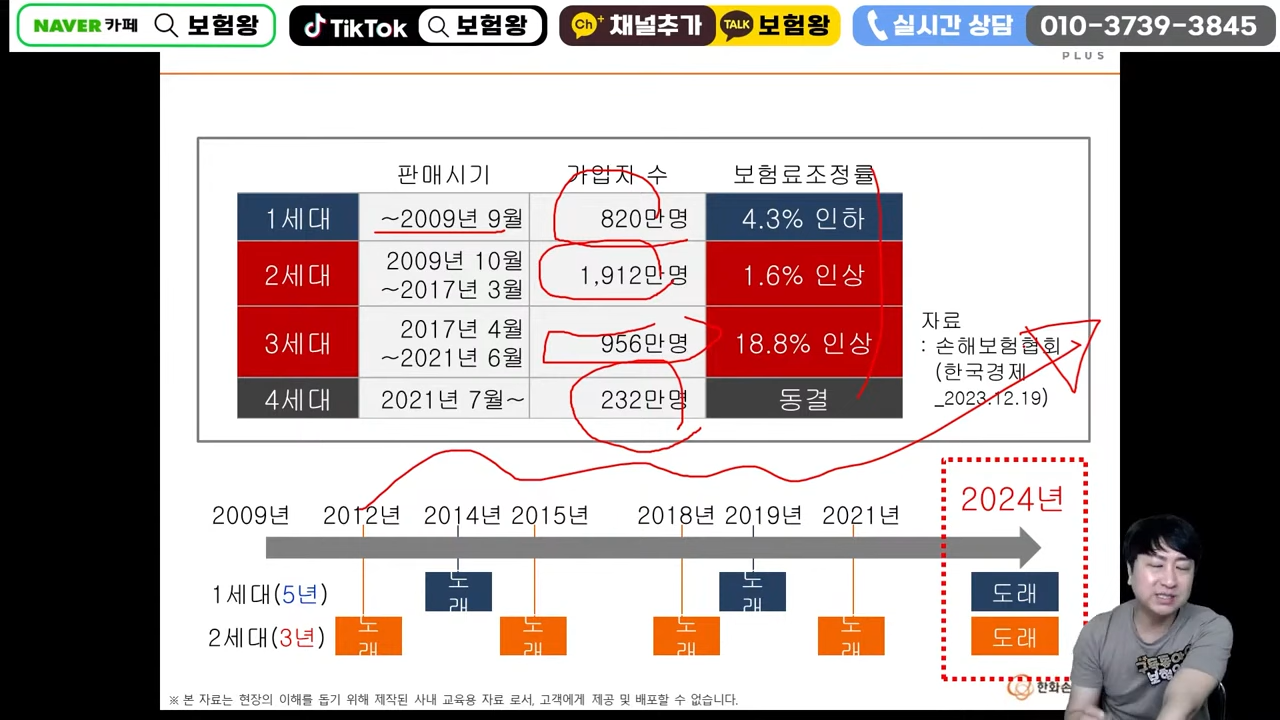 NAVER 카페 보험왕 TikTok 보험왕 Ch+ 채널추가 TALK 보험왕 실시간 상담 010-3739-3845
PLUS
판매시기 가입자 수 보험료조정률
1세대 ~2009년 9월 820만명 4.3% 인하
2세대 2009년 10월 ~2017년 3월 1,912만명 1.6% 인상
3세대 2017년 4월 ~2021년 6월 956만명 18.8% 인상
4세대 2021년 7월~ 232만명 동결
자료
: 손해보험협회
(한국경제
_2023.12.19)
2009년 2012년 2014년 2015년 2018년 2019년 2021년 2024년
1세대(5년) 도래 도래 도래
2세대(3년) 도래 도래 도래 도래 도래
한화손
※ 본 자료는 현장의 이해를 돕기 위해 제작된 사내 교육용 자료 로서, 고객에게 제공 및 배포할 수 없습니다.